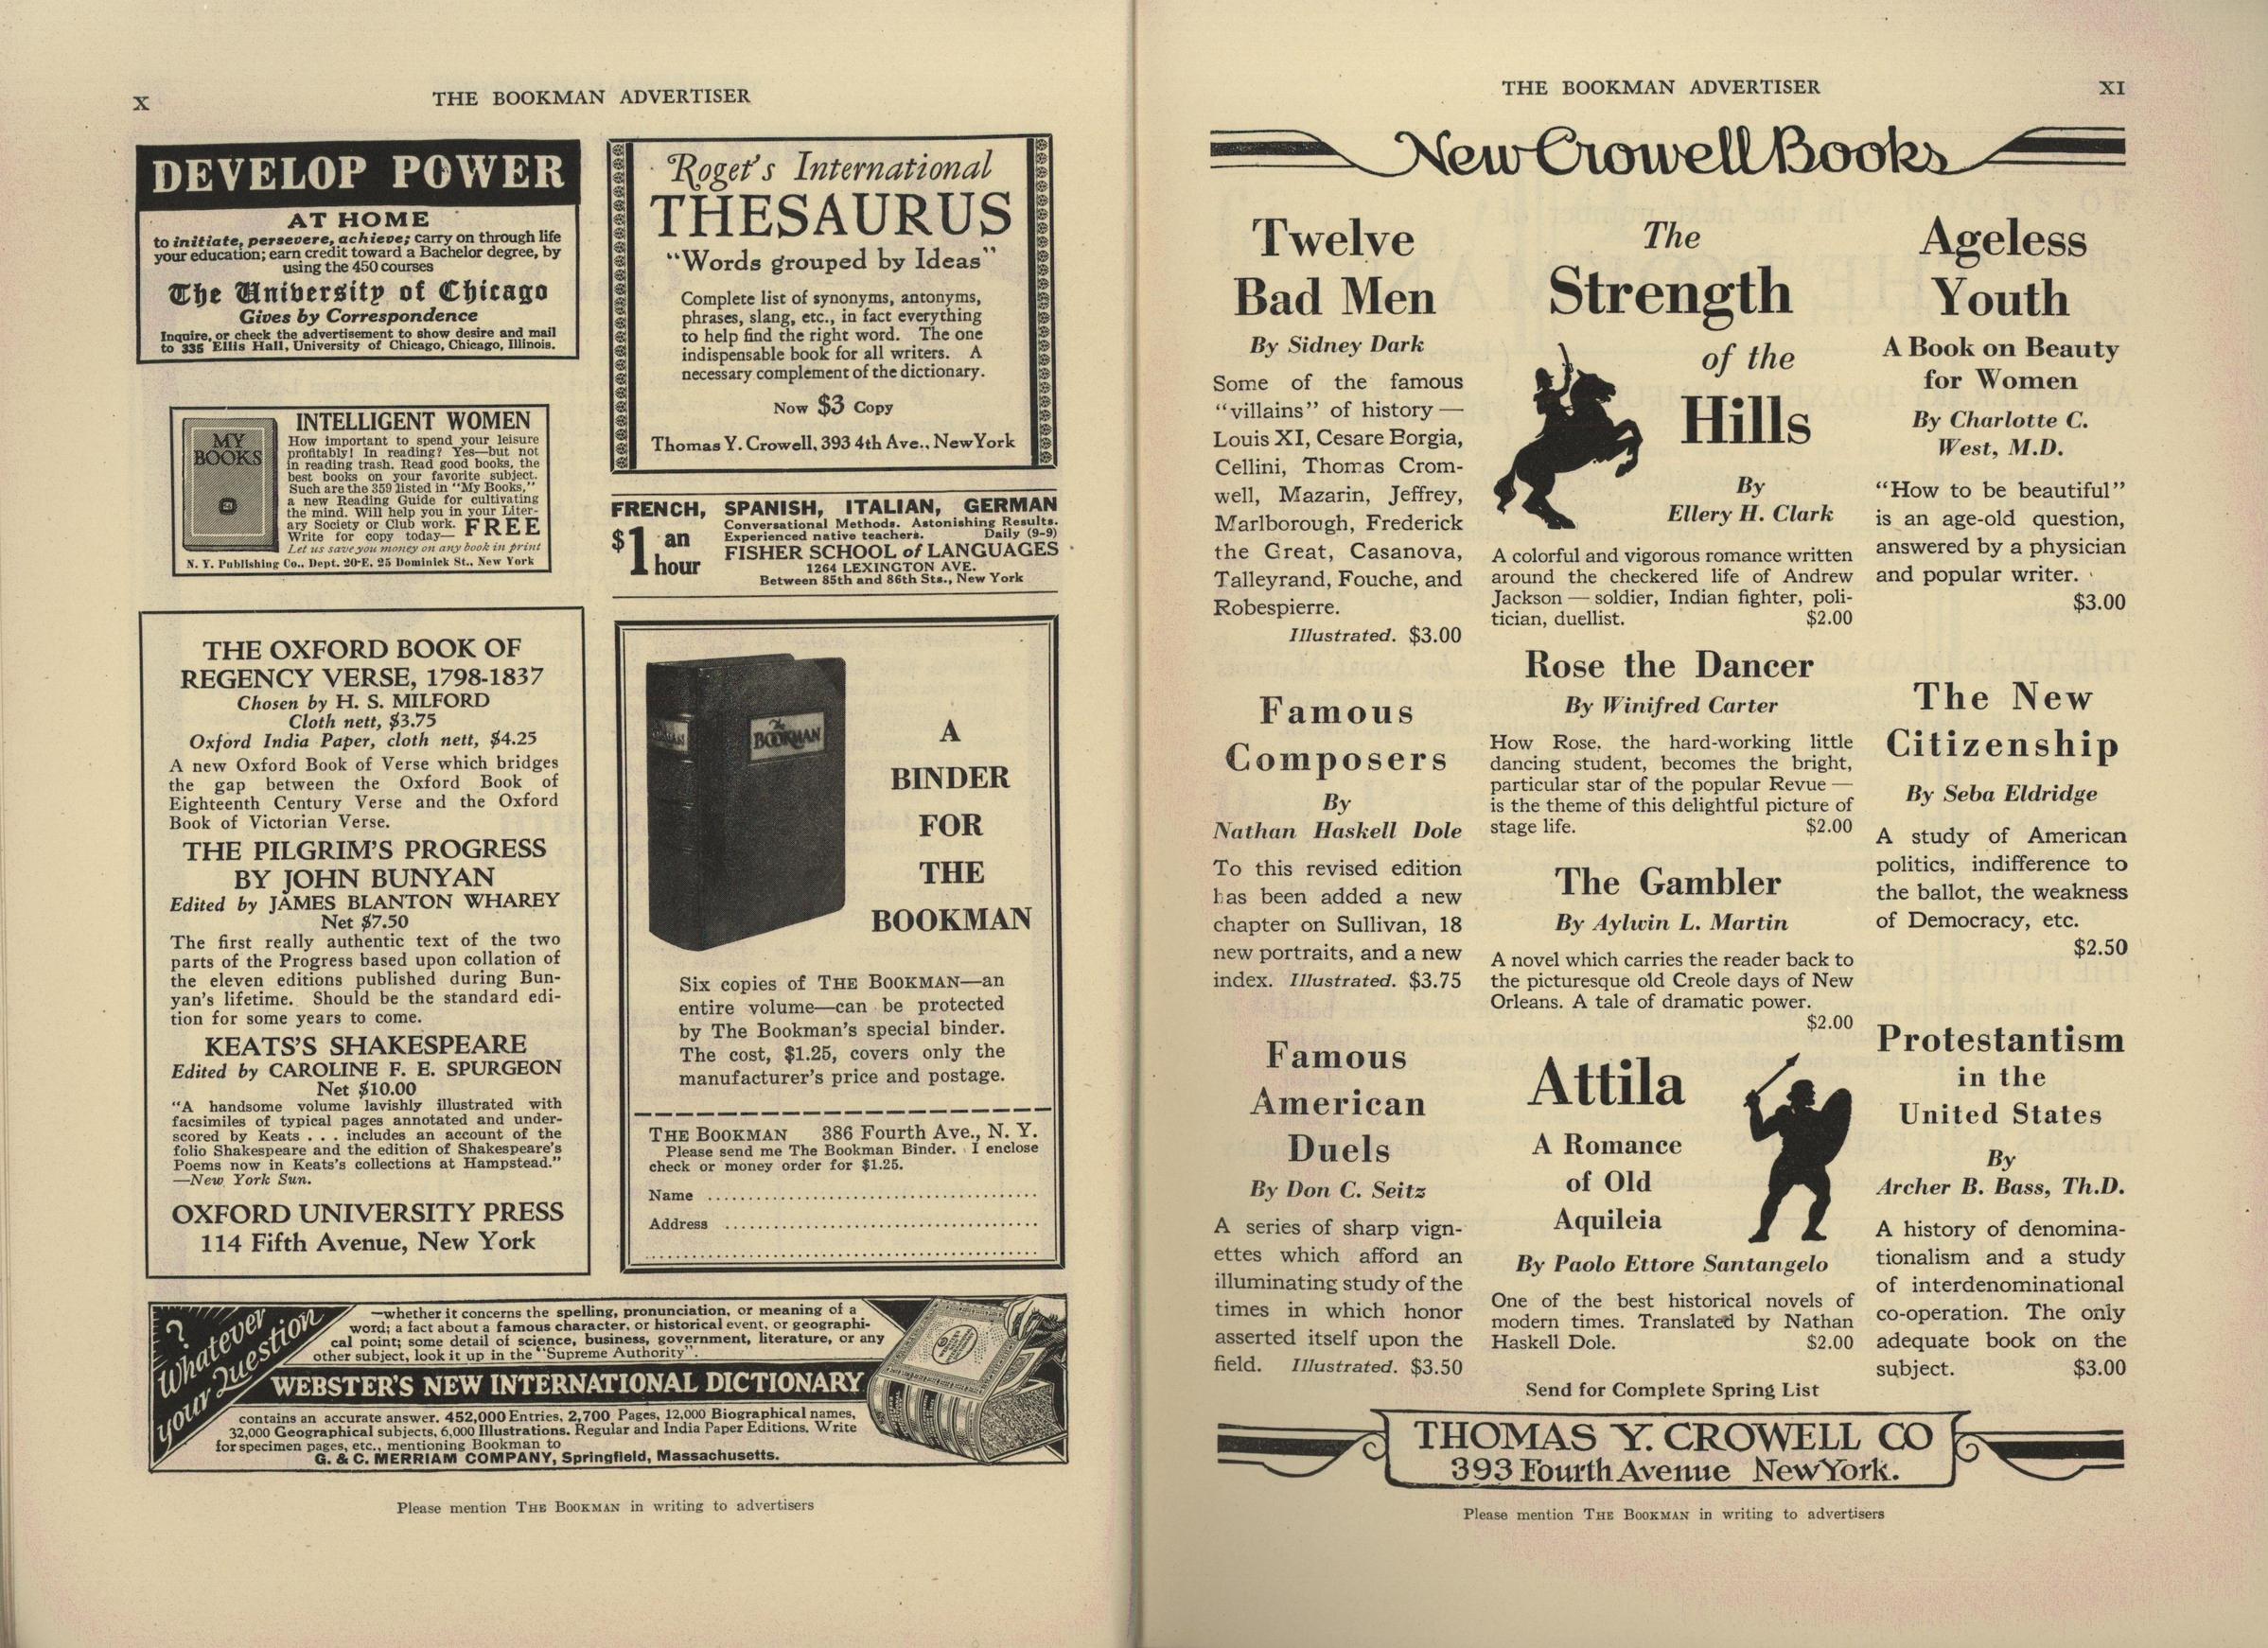 X
THE BOOKMAN ADVERTISER
DEVELOP POWER
AT HOME
to initiate, persevere, achieve; carry on through life
your education; earn credit toward a Bachelor degree, by
using the 450 courses
The University of Chicago
Gives by Correspondence
Inquire, or check the advertisement to show desire and mail
to 335 Ellis Hall, University of Chicago, Chicago, Illinois.
MY
BOOKS
INTELLIGENT WOMEN
How important to spend your leisure
profitably! In reading? Yes—but not
in reading trash. Read good books, the
best books on your favorite subject.
Such are the 359 listed in "My Books,"
a new Reading Guide for cultivating
the mind. Will help you in your Liter-
ary Society or Club work. FREE
Write for copy today—
Let us save you money on any book in print
N. Y. Publishing Co., Dept. 20-E, 25 Dominick St., New York
THE OXFORD BOOK OF
REGENCY VERSE, 1798-1837
Chosen by H. S. MILFORD
Cloth nett, $3.75
Oxford India Paper, cloth nett, $4.25
A new Oxford Book of Verse which bridges
the gap between the Oxford Book of
Eighteenth Century Verse and the Oxford
Book of Victorian Verse.
THE PILGRIM'S PROGRESS
BY JOHN BUNYAN
Edited by JAMES BLANTON WHAREY
Net $7.50
The first really authentic text of the two
parts of the Progress based upon collation of
the eleven editions published during Bun-
yan's lifetime. Should be the standard edi-
tion for some years to come.
KEATS'S SHAKESPEARE
Edited by CAROLINE F. E. SPURGEON
Net $10.00
"A handsome volume lavishly illustrated with
facsimiles of typical pages annotated and under-
scored by Keats . . . includes an account of the
folio Shakespeare and the edition of Shakespeare's
Poems now in Keats's collections at Hampstead."
—New York Sun.
OXFORD UNIVERSITY PRESS
114 Fifth Avenue, New York
Roget's International
THESAURUS
"Words grouped by Ideas"
Complete list of synonyms, antonyms,
phrases, slang, etc., in fact everything
to help find the right word. The one
indispensable book for all writers. A
necessary complement of the dictionary.
Now $3 Copy
Thomas Y. Crowell, 393 4th Ave., New York
FRENCH, SPANISH, ITALIAN, GERMAN
$1 an hour
Conversational Methods. Astonishing Results.
Experienced native teachers. Daily (9-9)
FISHER SCHOOL of LANGUAGES
1264 LEXINGTON AVE.
Between 85th and 86th Sts., New York
The
BOOKMAN
A
BINDER
FOR
THE
BOOKMAN
Six copies of THE BOOKMAN—an
entire volume—can be protected
by The Bookman's special binder.
The cost, $1.25, covers only the
manufacturer's price and postage.
THE BOOKMAN 386 Fourth Ave., N. Y.
Please send me The Bookman Binder. I enclose
check or money order for $1.25.
Name
Address
? Whatever
your Question
—whether it concerns the spelling, pronunciation, or meaning of a
word; a fact about a famous character, or historical event, or geographi-
cal point; some detail of science, business, government, literature, or any
other subject, look it up in the "Supreme Authority".
WEBSTER'S NEW INTERNATIONAL DICTIONARY
contains an accurate answer. 452,000 Entries, 2,700 Pages, 12,000 Biographical names,
32,000 Geographical subjects, 6,000 Illustrations. Regular and India Paper Editions. Write
for specimen pages, etc., mentioning Bookman to
G. & C. MERRIAM COMPANY, Springfield, Massachusetts.
Please mention THE BOOKMAN in writing to advertisers
THE BOOKMAN ADVERTISER
XI
New Crowell Books
Twelve
Bad Men
By Sidney Dark
Some of the famous
"villains" of history —
Louis XI, Cesare Borgia,
Cellini, Thomas Crom-
well, Mazarin, Jeffrey,
Marlborough, Frederick
the Great, Casanova,
Talleyrand, Fouche, and
Robespierre.
Illustrated. $3.00
Famous
Composers
By
Nathan Haskell Dole
To this revised edition
has been added a new
chapter on Sullivan, 18
new portraits, and a new
index. Illustrated. $3.75
Famous
American
Duels
By Don C. Seitz
A series of sharp vign-
ettes which afford an
illuminating study of the
times in which honor
asserted itself upon the
field. Illustrated. $3.50
The
Strength
of the
Hills
By
Ellery H. Clark
A colorful and vigorous romance written
around the checkered life of Andrew
Jackson — soldier, Indian fighter, poli-
tician, duellist. $2.00
Rose the Dancer
By Winifred Carter
How Rose, the hard-working little
dancing student, becomes the bright,
particular star of the popular Revue —
is the theme of this delightful picture of
stage life. $2.00
The Gambler
By Aylwin L. Martin
A novel which carries the reader back to
the picturesque old Creole days of New
Orleans. A tale of dramatic power.
$2.00
Attila
A Romance
of Old
Aquileia
By Paolo Ettore Santangelo
One of the best historical novels of
modern times. Translated by Nathan
Haskell Dole. $2.00
Send for Complete Spring List
Ageless
Youth
A Book on Beauty
for Women
By Charlotte C.
West, M.D.
"How to be beautiful"
is an age-old question,
answered by a physician
and popular writer.
$3.00
The New
Citizenship
By Seba Eldridge
A study of American
politics, indifference to
the ballot, the weakness
of Democracy, etc.
$2.50
Protestantism
in the
United States
By
Archer B. Bass, Th.D.
A history of denomina-
tionalism and a study
of interdenominational
co-operation. The only
adequate book on the
subject. $3.00
THOMAS Y. CROWELL CO
393 Fourth Avenue New York.
Please mention THE BOOKMAN in writing to advertisers